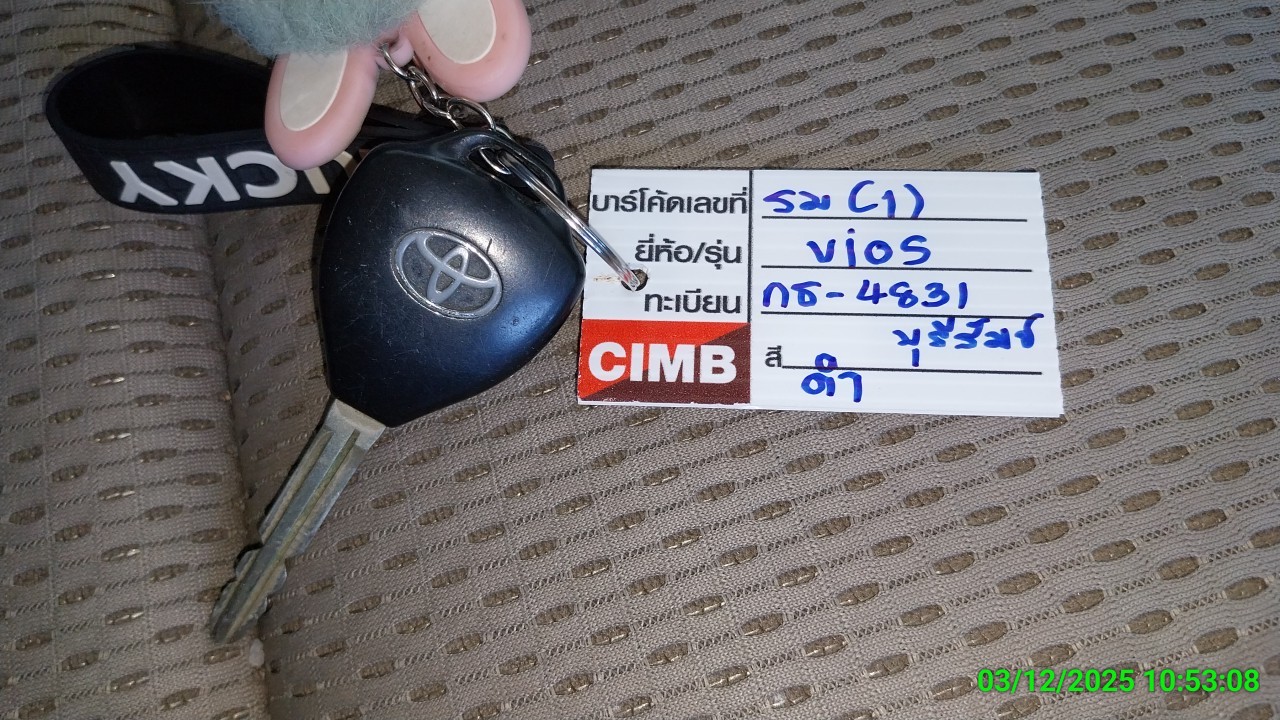 LUCKY
บาร์โค้ดเลขที่ รม (1)
ยี่ห้อ/รุ่น vios
ทะเบียน กธ-4831
บุรีรัมย์
สี ดำ
CIMB
03/12/2025 10:53:08